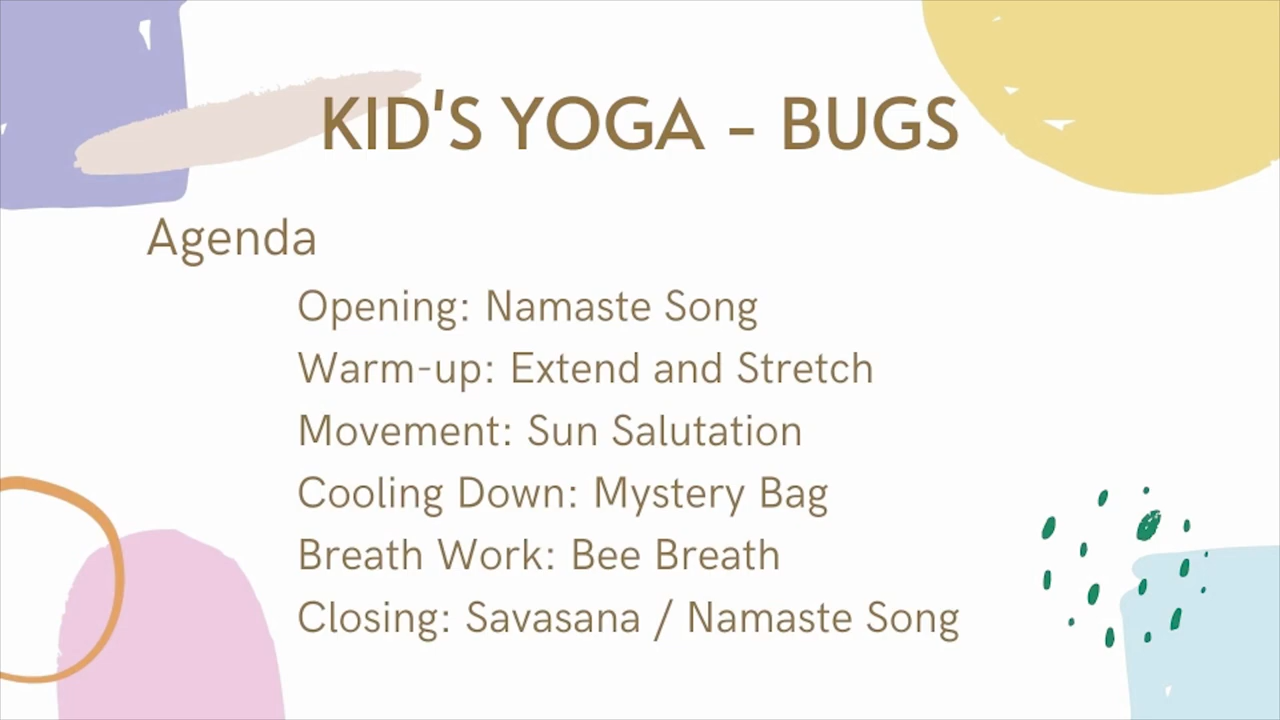 KID'S YOGA - BUGS
Agenda
Opening: Namaste Song
Warm-up: Extend and Stretch
Movement: Sun Salutation
Cooling Down: Mystery Bag
Breath Work: Bee Breath
Closing: Savasana / Namaste Song